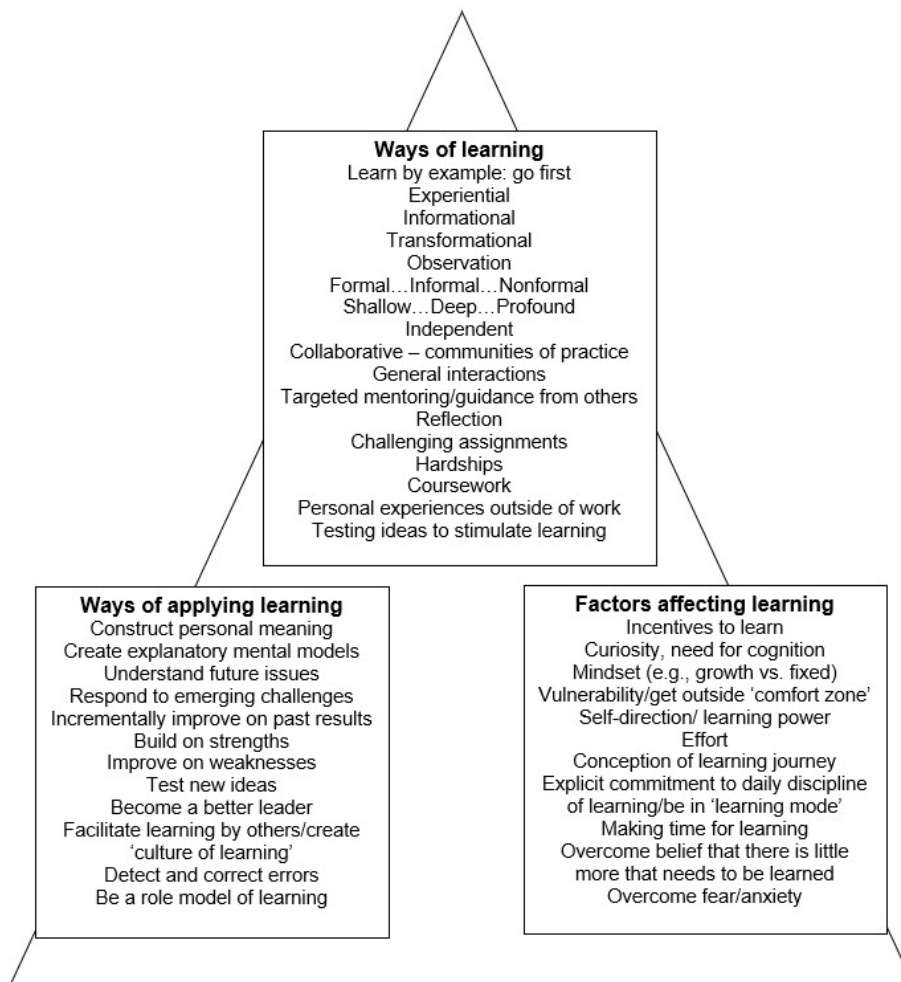 Ways of learning
Learn by example: go first
Experiential
Informational
Transformational
Observation
Formal…Informal…Nonformal
Shallow…Deep…Profound
Independent
Collaborative – communities of practice
General interactions
Targeted mentoring/guidance from others
Reflection
Challenging assignments
Hardships
Coursework
Personal experiences outside of work
Testing ideas to stimulate learning
Ways of applying learning
Construct personal meaning
Create explanatory mental models
Understand future issues
Respond to emerging challenges
Incrementally improve on past results
Build on strengths
Improve on weaknesses
Test new ideas
Become a better leader
Facilitate learning by others/create
‘culture of learning’
Detect and correct errors
Be a role model of learning
Factors affecting learning
Incentives to learn
Curiosity, need for cognition
Mindset (e.g., growth vs. fixed)
Vulnerability/get outside ‘comfort zone’
Self-direction/ learning power
Effort
Conception of learning journey
Explicit commitment to daily discipline
of learning/be in ‘learning mode’
Making time for learning
Overcome belief that there is little
more that needs to be learned
Overcome fear/anxiety